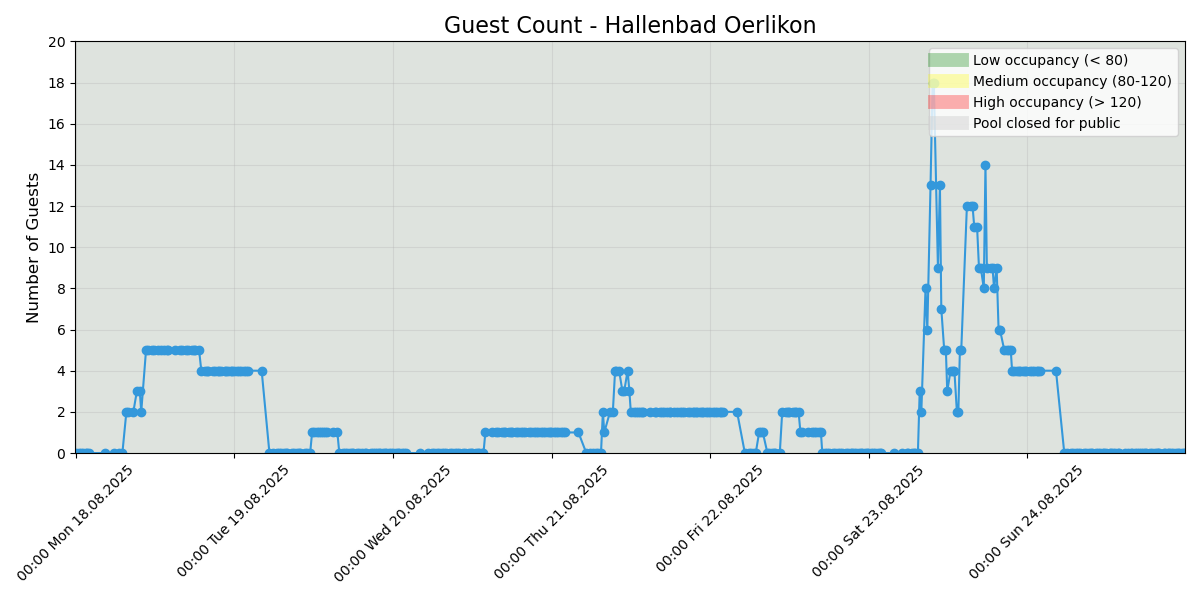 Guest Count - Hallenbad Oerlikon
Low occupancy (< 80)
Medium occupancy (80-120)
High occupancy (> 120)
Pool closed for public
Number of Guests
20
18
16
14
12
10
8
6
4
2
0
00:00 Mon 18.08.2025
00:00 Tue 19.08.2025
00:00 Wed 20.08.2025
00:00 Thu 21.08.2025
00:00 Fri 22.08.2025
00:00 Sat 23.08.2025
00:00 Sun 24.08.2025